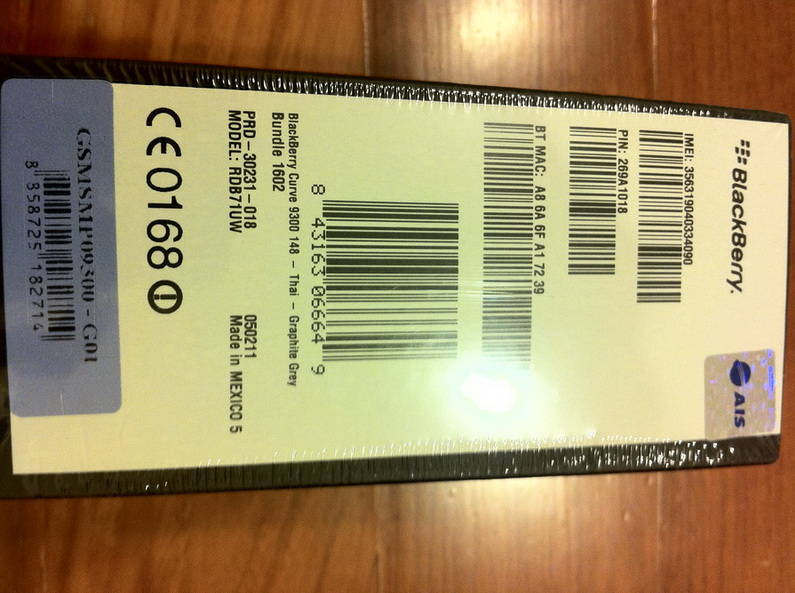 BlackBerry.
AIS
IMEI: 356319040334090
PIN: 269A1018
BT MAC: A8 6A 6F A1 72 39
8 43163 06664 9
BlackBerry Curve 9300 148 – Thai – Graphite Grey
Bundle 1602
PRD–30231–018
050211
MODEL: RDB71UW
Made in MEXICO 5
CE0168
GSMSMP09300-G01
8 358725 182714